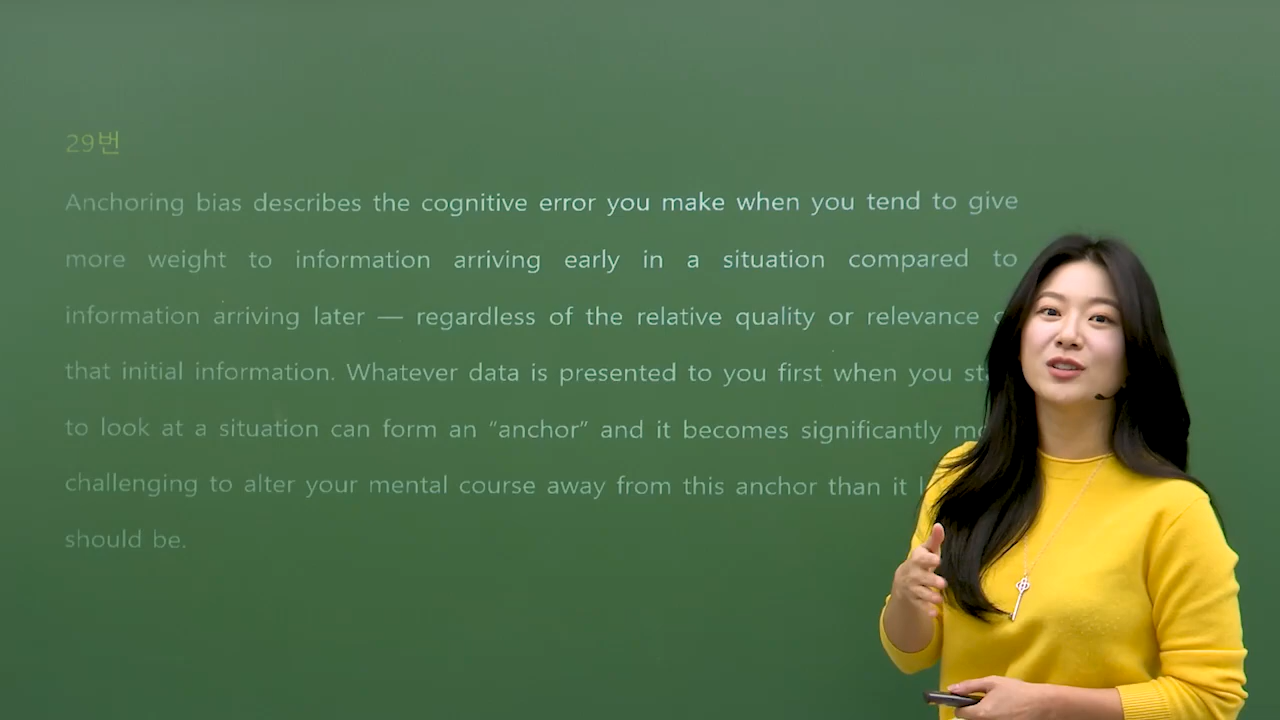 29번
Anchoring bias describes the cognitive error you make when you tend to give
more weight to information arriving early in a situation compared to
information arriving late — regardless of the relative quality or relevance
that initial information. Whatever data is presented to you first when you
to look at a situation can form an “anchor” and it becomes significantly
challenging to alter your mental course away from this anchor than it
should be.